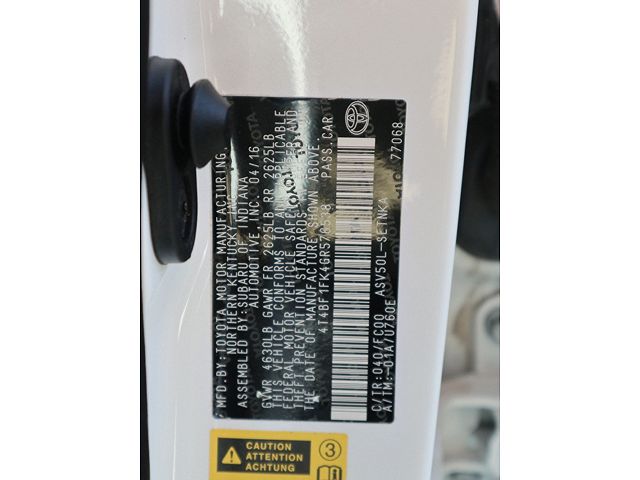 MFD.BY:TOYOTA MOTOR MANUFACTURING,
NORTHERN KENTUCKY INC.
ASSEMBLED BY:SUBARU OF INDIANA
AUTOMOTIVE, INC. 04/16
GVWR 4630LB GAWR FR 2625LB RR 2625LB
THIS VEHICLE CONFORMS TO ALL APPLICABLE
FEDERAL MOTOR VEHICLE SAFETY, BUMPER, AND
THEFT PREVENTION STANDARDS IN EFFECT ON
THE DATE OF MANUFACTURE SHOWN ABOVE.
PASS.CAR
C/TR:040/FC00 ASV50L-SETNKA
A/TM:-01A/U760E
77068
CAUTION
ATTENTION
ACHTUNG
3